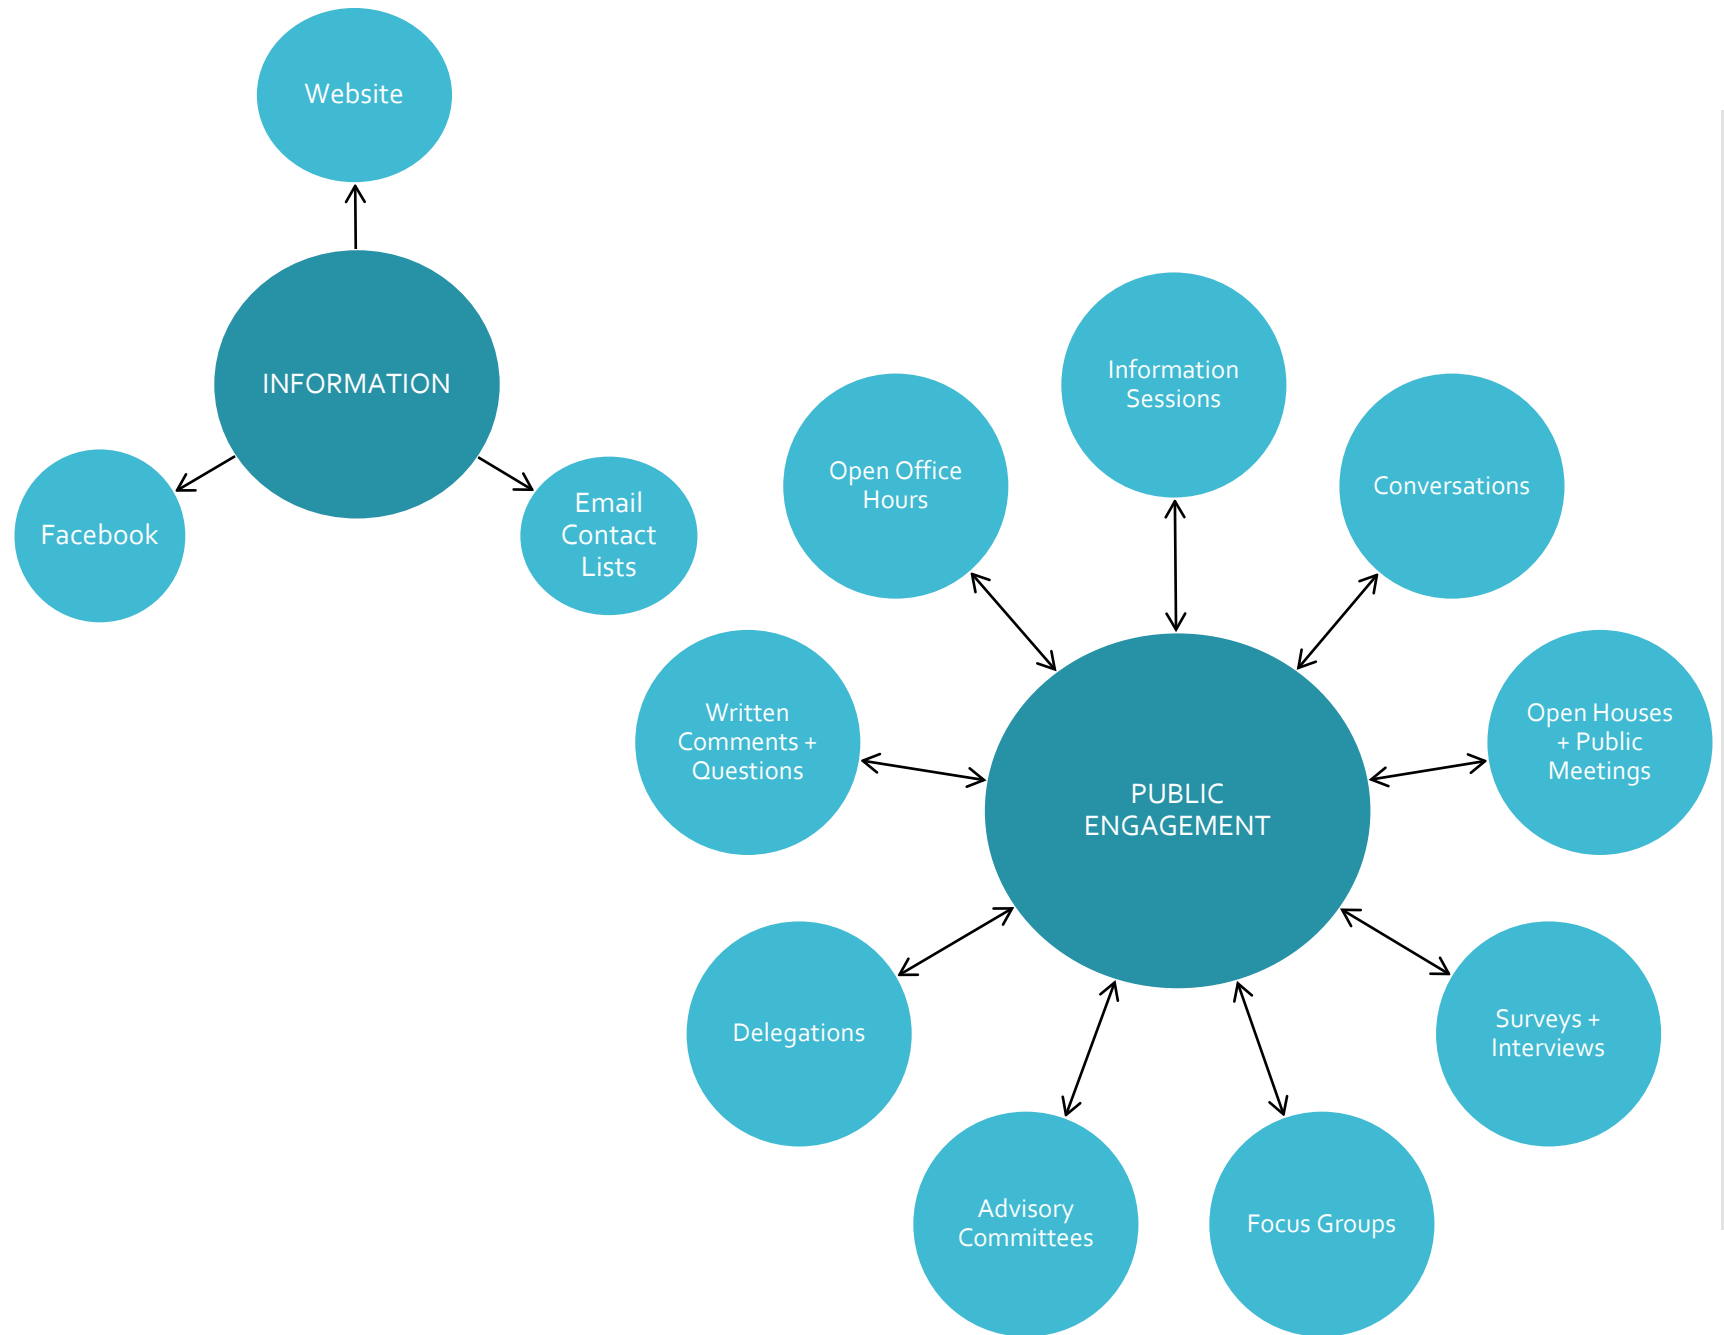 Website
INFORMATION
Facebook
Email
Contact
Lists
Information
Sessions
Open Office
Hours
Conversations
Written
Comments +
Questions
Open Houses
+ Public
Meetings
PUBLIC
ENGAGEMENT
Delegations
Surveys +
Interviews
Advisory
Committees
Focus Groups